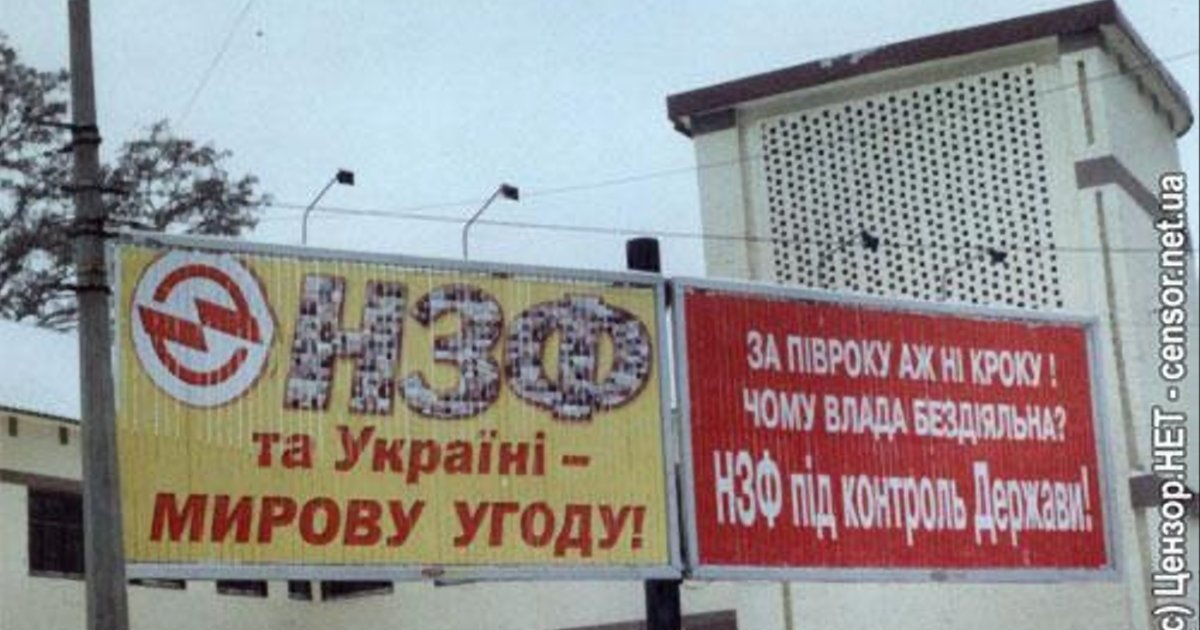 НЗФ
та Україні –
МИРОВУ УГОДУ!
ЗА ПІВРОКУ АЖ НІ КРОКУ !
ЧОМУ ВЛАДА БЕЗДІЯЛЬНА?
НЗФ під контроль Держави!
с) Цензор.НЕТ - censor.net.ua